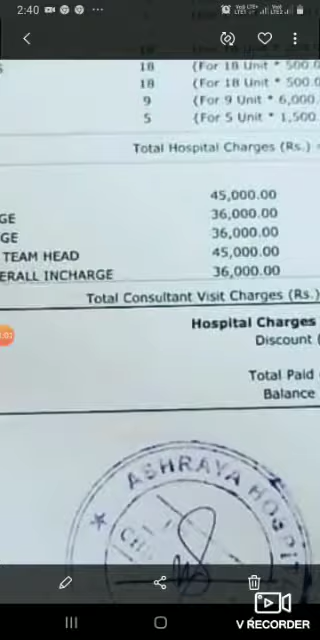 2:40
18
S 18 (For 18 Unit * 500.0
18 (For 18 Unit * 500.0
9 (For 9 Unit * 6,000.
5 (For 5 Unit * 1,500.
Total Hospital Charges (Rs.)
45,000.00
GE 36,000.00
GE 36,000.00
TEAM HEAD 45,000.00
ERALL INCHARGE 36,000.00
Total Consultant Visit Charges (Rs.)
Hospital Charges
Discount (
Total Paid
Balance
ASHRAYA HOSPIT
V RECORDER